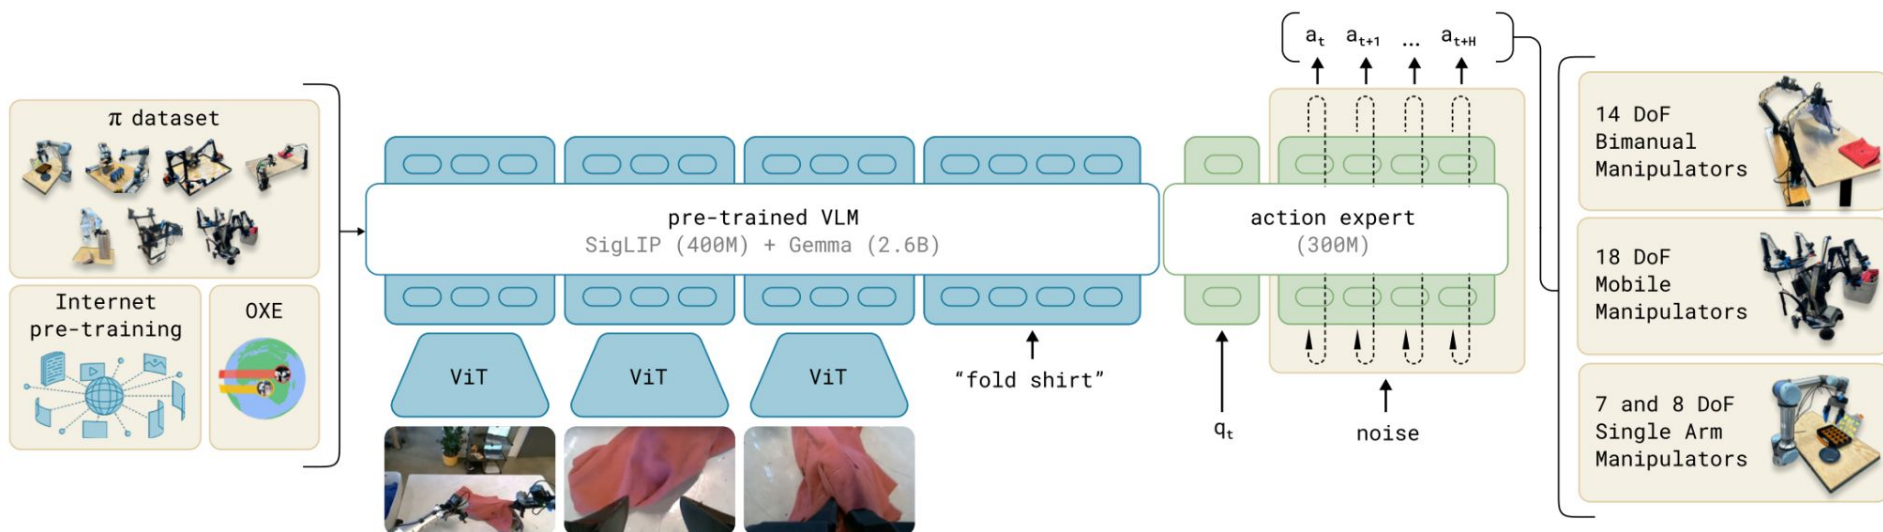 π dataset
Internet
pre-training
OXE
pre-trained VLM
SigLIP (400M) + Gemma (2.6B)
ViT
ViT
ViT
“fold shirt”
action expert
(300M)
qₜ
noise
aₜ aₜ₊₁ ... aₜ₊H
14 DoF
Bimanual
Manipulators
18 DoF
Mobile
Manipulators
7 and 8 DoF
Single Arm
Manipulators